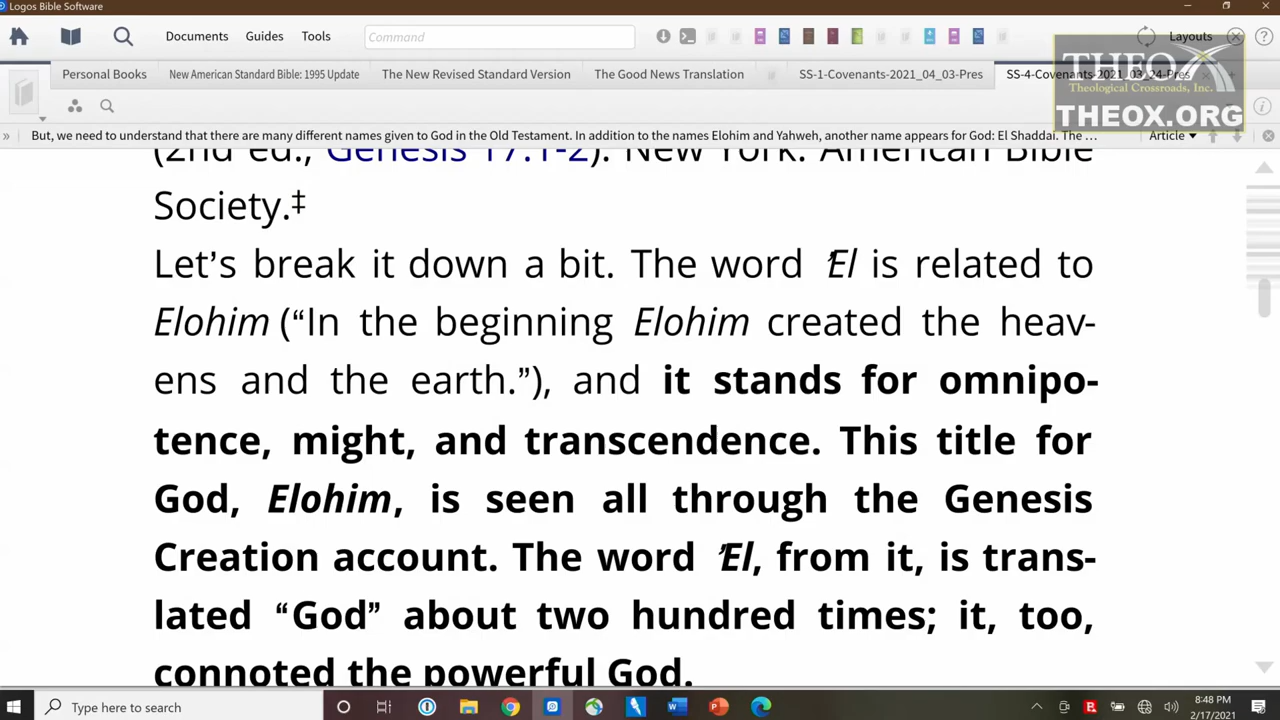 Logos Bible Software
Documents Guides Tools Command Layouts
Personal Books New American Standard Bible: 1995 Update The New Revised Standard Version The Good News Translation SS-1-Covenants-2021_04_03-Pres SS-4-Covenants-2021_03_24-Pres
THEOX
Theological Crossroads, Inc.
THEOX.ORG
But, we need to understand that there are many different names given to God in the Old Testament. In addition to the names Elohim and Yahweh, another name appears for God: El Shaddai. The … Article
(2nd ed., Genesis 17:1-2). New York: American Bible
Society.‡
Let’s break it down a bit. The word ’El is related to
Elohim (“In the beginning Elohim created the heav-
ens and the earth.”), and it stands for omnipo-
tence, might, and transcendence. This title for
God, Elohim, is seen all through the Genesis
Creation account. The word ’El, from it, is trans-
lated “God” about two hundred times; it, too,
connoted the powerful God.
Type here to search
8:48 PM
2/17/2021